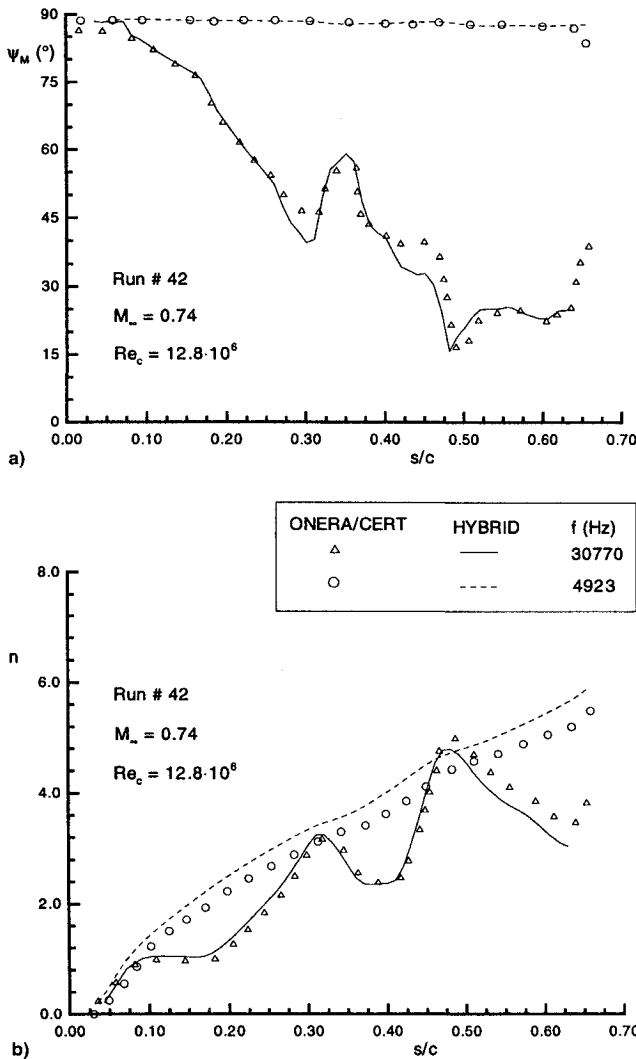 90
Ψ_M (°)
75
60
45
30
15
0
Run # 42
M∞ = 0.74
Re_c = 12.8·10⁶
0.00 0.10 0.20 0.30 0.40 0.50 0.60 0.70
a)
s/c
ONERA/CERT HYBRID f (Hz)
30770
4923
8.0
n
6.0
4.0
2.0
0.0
Run # 42
M∞ = 0.74
Re_c = 12.8·10⁶
0.00 0.10 0.20 0.30 0.40 0.50 0.60 0.70
b)
s/c